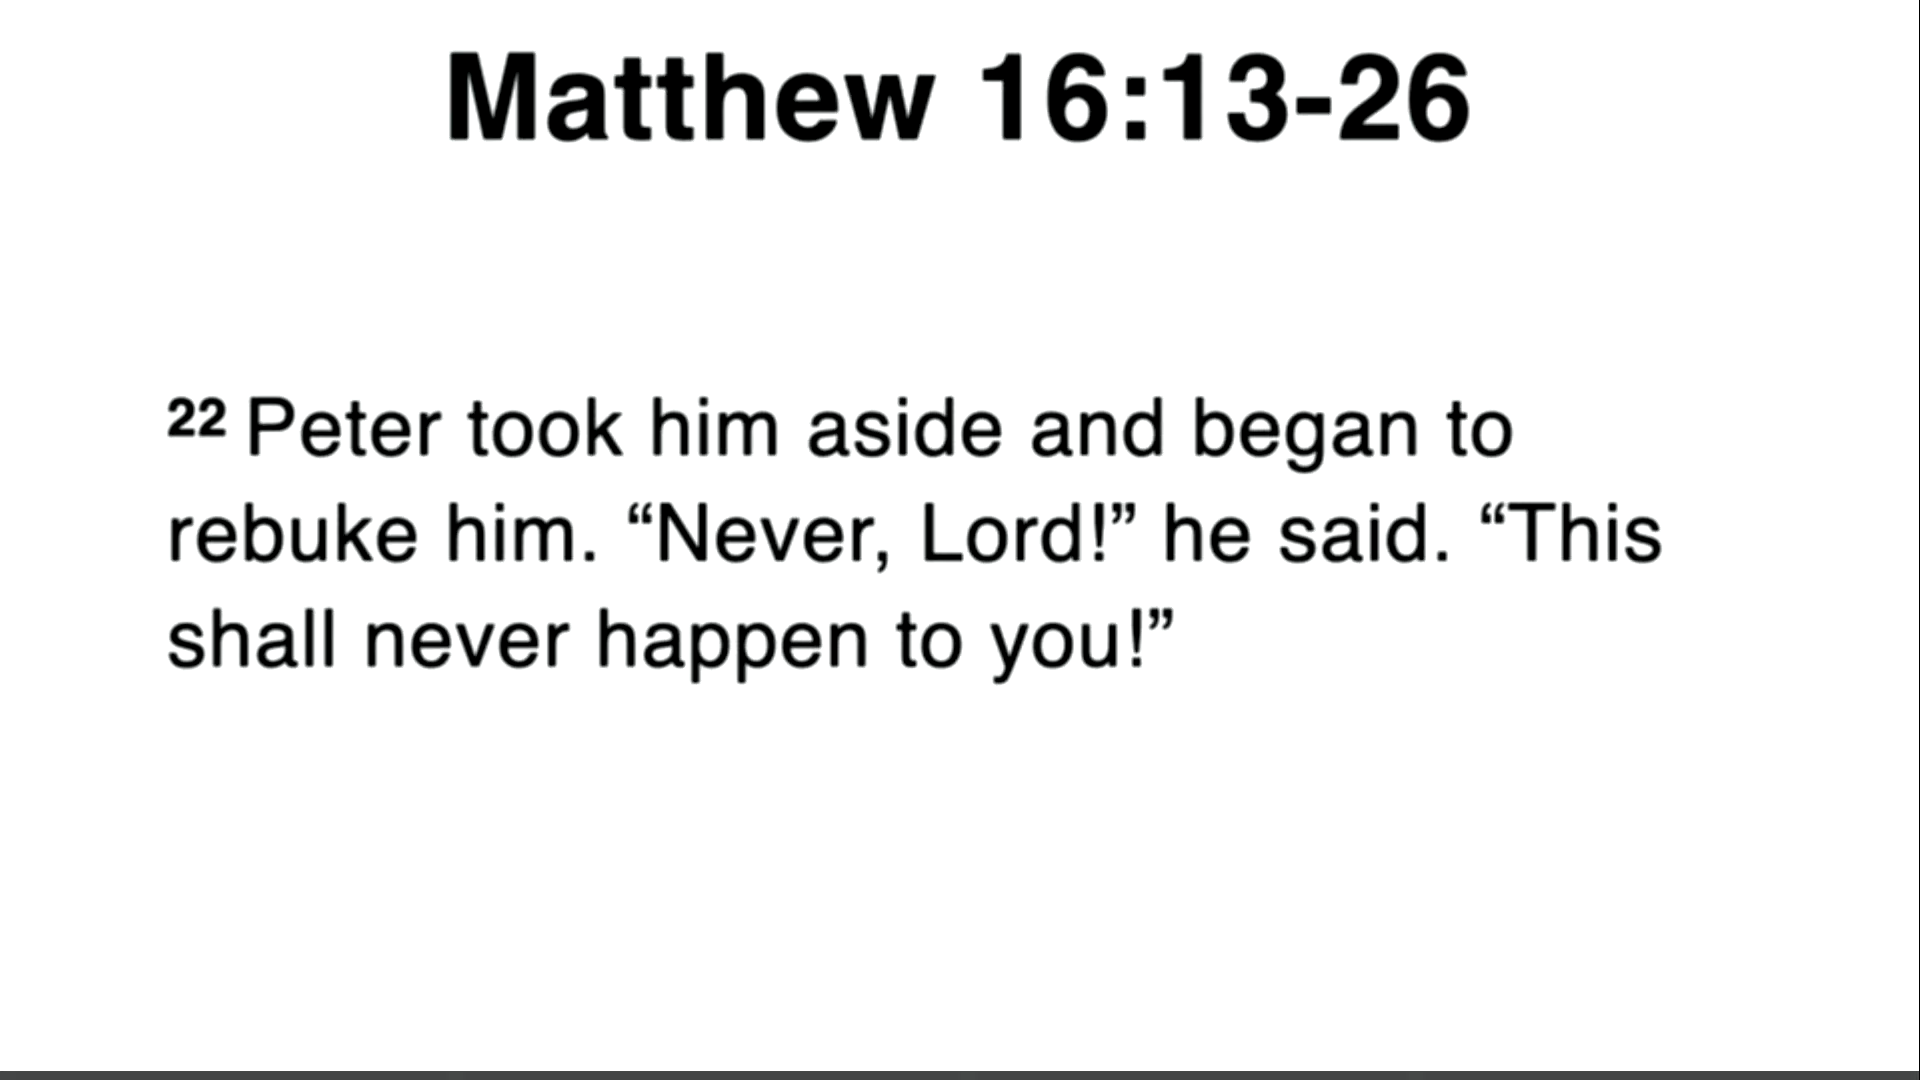 Matthew 16:13-26
22 Peter took him aside and began to
rebuke him. “Never, Lord!” he said. “This
shall never happen to you!”